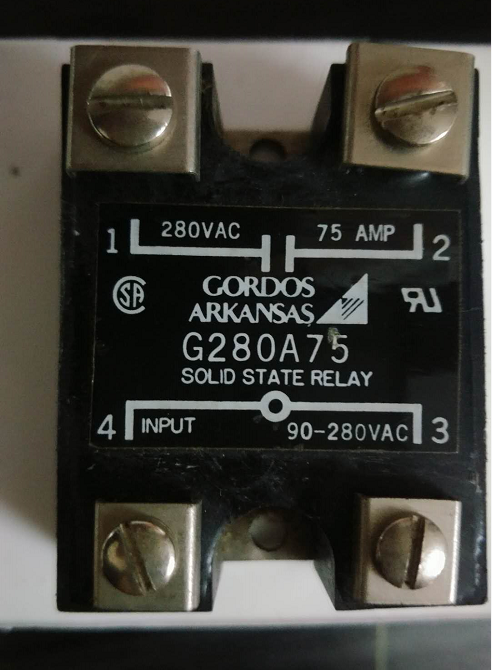 280VAC 75 AMP
1 2
GORDOS
ARKANSAS
G280A75
SOLID STATE RELAY
4 INPUT 90-280VAC 3